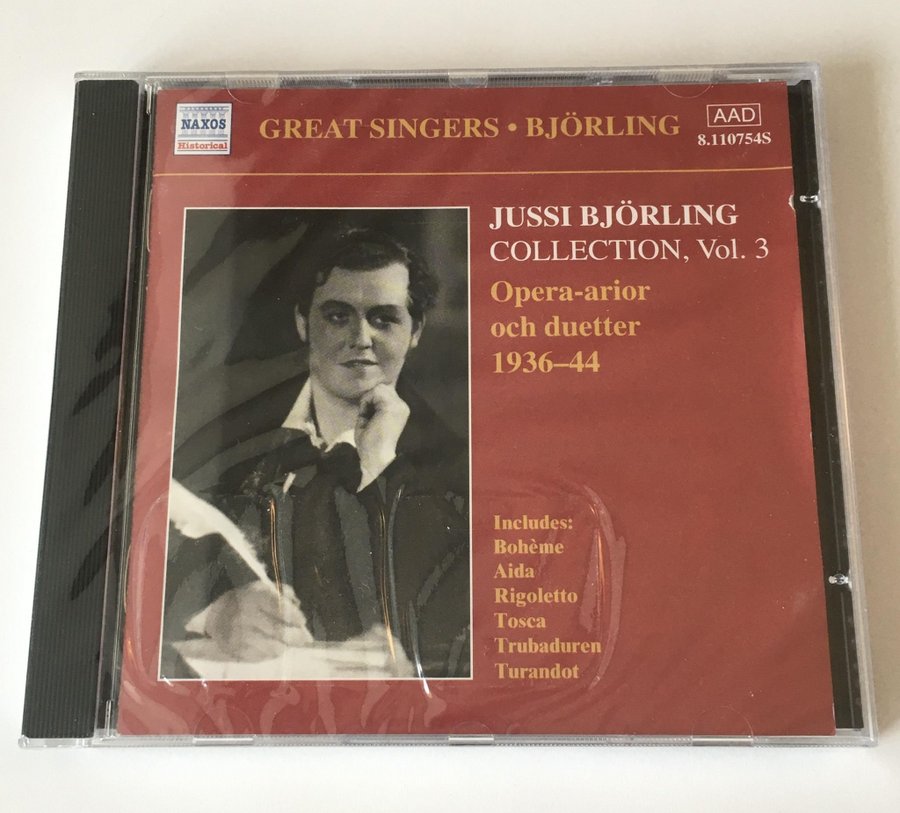 NAXOS
Historical
GREAT SINGERS • BJÖRLING
AAD
8.110754S
JUSSI BJÖRLING
COLLECTION, Vol. 3
Opera-arior
och duetter
1936–44
Includes:
Bohème
Aida
Rigoletto
Tosca
Trubaduren
Turandot